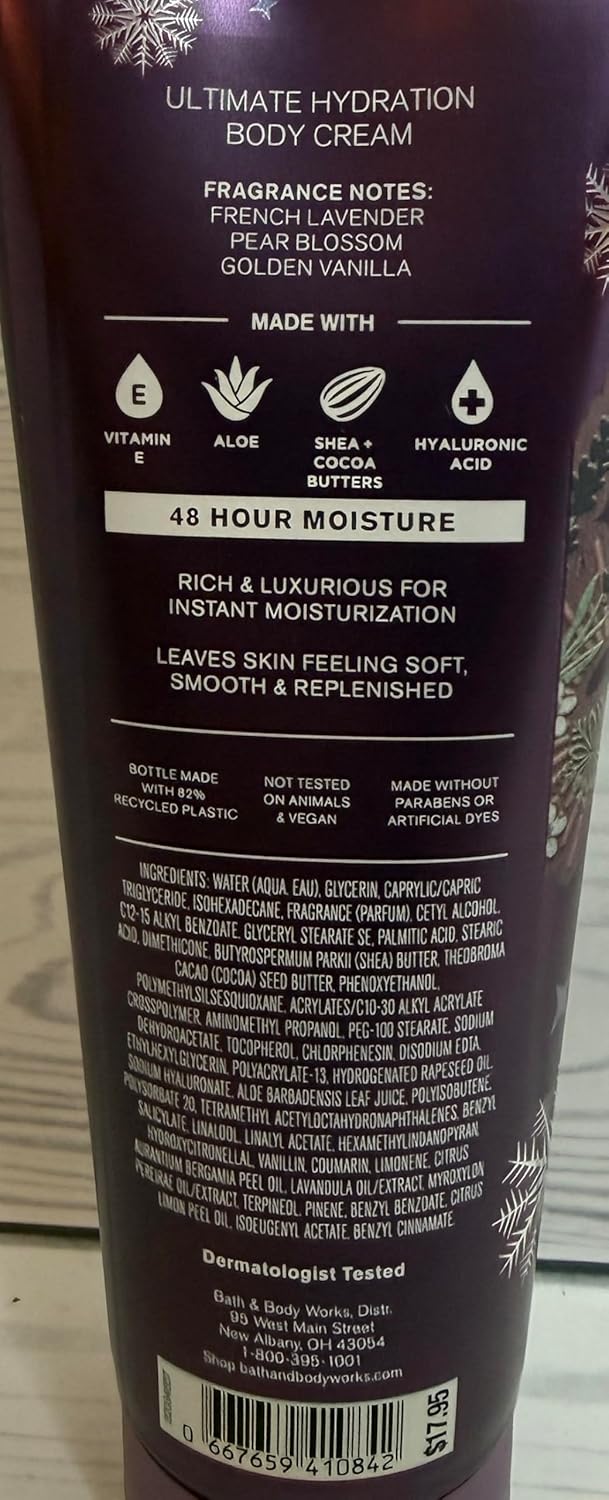 ULTIMATE HYDRATION
BODY CREAM
FRAGRANCE NOTES:
FRENCH LAVENDER
PEAR BLOSSOM
GOLDEN VANILLA
MADE WITH
E
VITAMIN
E
ALOE
SHEA +
COCOA
BUTTERS
HYALURONIC
ACID
48 HOUR MOISTURE
RICH & LUXURIOUS FOR
INSTANT MOISTURIZATION
LEAVES SKIN FEELING SOFT,
SMOOTH & REPLENISHED
BOTTLE MADE
WITH 82%
RECYCLED PLASTIC
NOT TESTED
ON ANIMALS
& VEGAN
MADE WITHOUT
PARABENS OR
ARTIFICIAL DYES
INGREDIENTS: WATER (AQUA, EAU), GLYCERIN, CAPRYLIC/CAPRIC
TRIGLYCERIDE, ISOHEXADECANE, FRAGRANCE (PARFUM), CETYL ALCOHOL,
C12-15 ALKYL BENZOATE, GLYCERYL STEARATE SE, PALMITIC ACID, STEARIC
ACID, DIMETHICONE, BUTYROSPERMUM PARKII (SHEA) BUTTER, THEOBROMA
CACAO (COCOA) SEED BUTTER, PHENOXYETHANOL,
POLYMETHYLSILSESQUIOXANE, ACRYLATES/C10-30 ALKYL ACRYLATE
CROSSPOLYMER, AMINOMETHYL PROPANOL, PEG-100 STEARATE, SODIUM
DEHYDROACETATE, TOCOPHEROL, CHLORPHENESIN, DISODIUM EDTA,
ETHYLHEXYLGLYCERIN, POLYACRYLATE-13, HYDROGENATED RAPESEED OIL,
SODIUM HYALURONATE, ALOE BARBADENSIS LEAF JUICE, POLYISOBUTENE,
POLYSORBATE 20, TETRAMETHYL ACETYLOCTAHYDRONAPHTHALENES, BENZYL
SALICYLATE, LINALOOL, LINALYL ACETATE, HEXAMETHYLINDANOPYRAN,
HYDROXYCITRONELLAL, VANILLIN, COUMARIN, LIMONENE, CITRUS
AURANTIUM BERGAMIA PEEL OIL, LAVANDULA OIL/EXTRACT, MYROXYLON
PEREIRAE OIL/EXTRACT, TERPINEOL, PINENE, BENZYL BENZOATE, CITRUS
LIMON PEEL OIL, ISOEUGENYL ACETATE, BENZYL CINNAMATE
Dermatologist Tested
Bath & Body Works, Distr.
95 West Main Street
New Albany, OH 43054
1-800-395-1001
Shop bathandbodyworks.com
0 667659 410842
$17.95